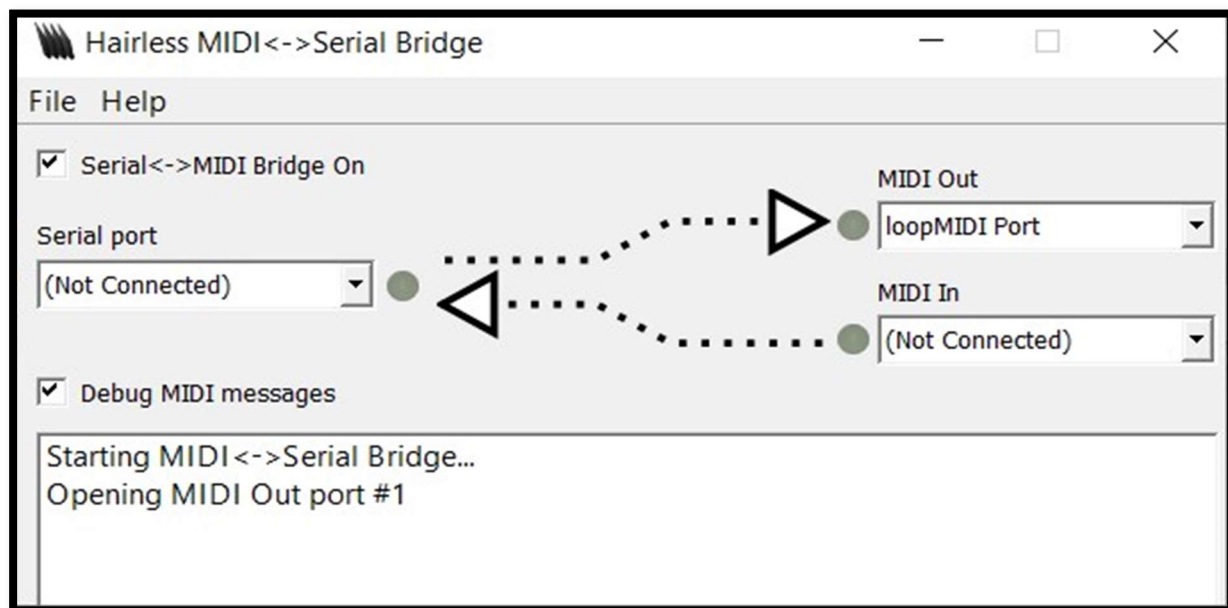 Hairless MIDI<->Serial Bridge
File Help
Serial<->MIDI Bridge On
MIDI Out
loopMIDI Port
Serial port
(Not Connected)
MIDI In
(Not Connected)
Debug MIDI messages
Starting MIDI<->Serial Bridge...
Opening MIDI Out port #1